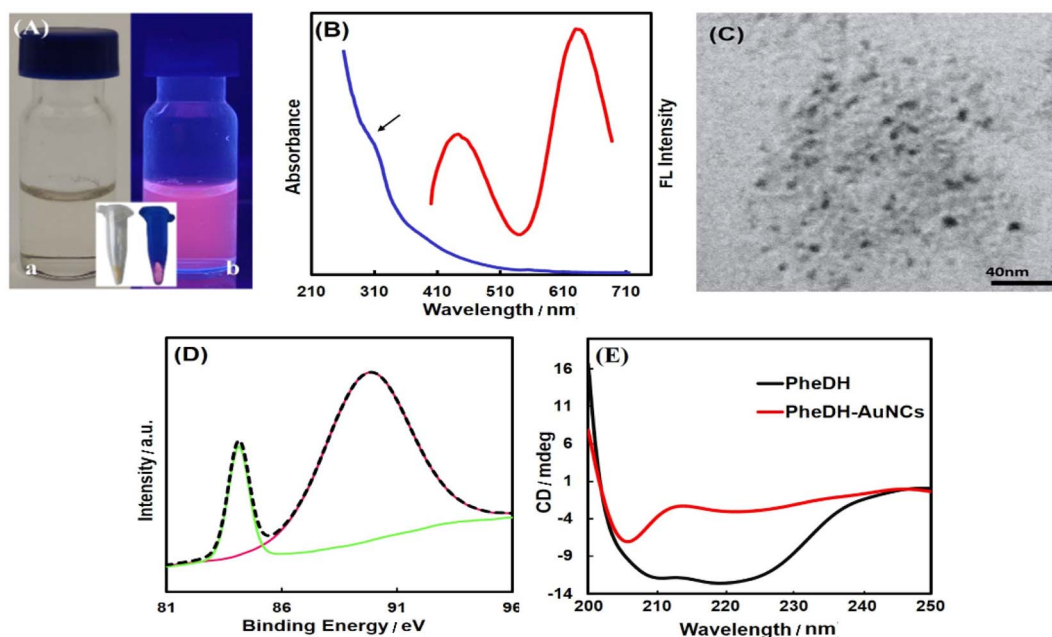 (A)
a
b
(B)
Absorbance
FL Intensity
210 310 410 510 610 710
Wavelength / nm
(C)
40nm
(D)
Intensity / a.u.
81 86 91 96
Binding Energy / eV
(E)
PheDH
PheDH-AuNCs
CD / mdeg
16
11
6
1
-4
-9
-14
200 210 220 230 240 250
Wavelength / nm